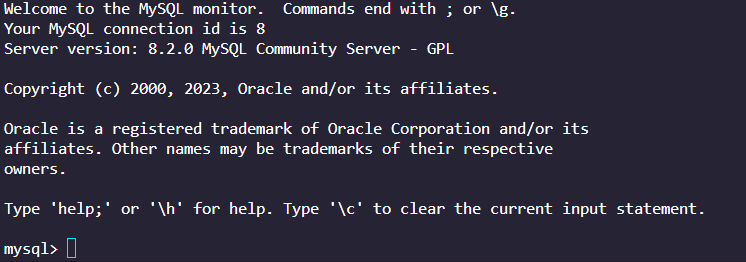 Welcome to the MySQL monitor.  Commands end with ; or \g.
Your MySQL connection id is 8
Server version: 8.2.0 MySQL Community Server - GPL
Copyright (c) 2000, 2023, Oracle and/or its affiliates.
Oracle is a registered trademark of Oracle Corporation and/or its
affiliates. Other names may be trademarks of their respective
owners.
Type 'help;' or '\h' for help. Type '\c' to clear the current input statement.
mysql>